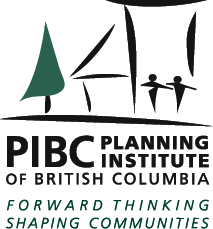 PIBC PLANNING INSTITUTE
OF BRITISH COLUMBIA
FORWARD THINKING
SHAPING COMMUNITIES